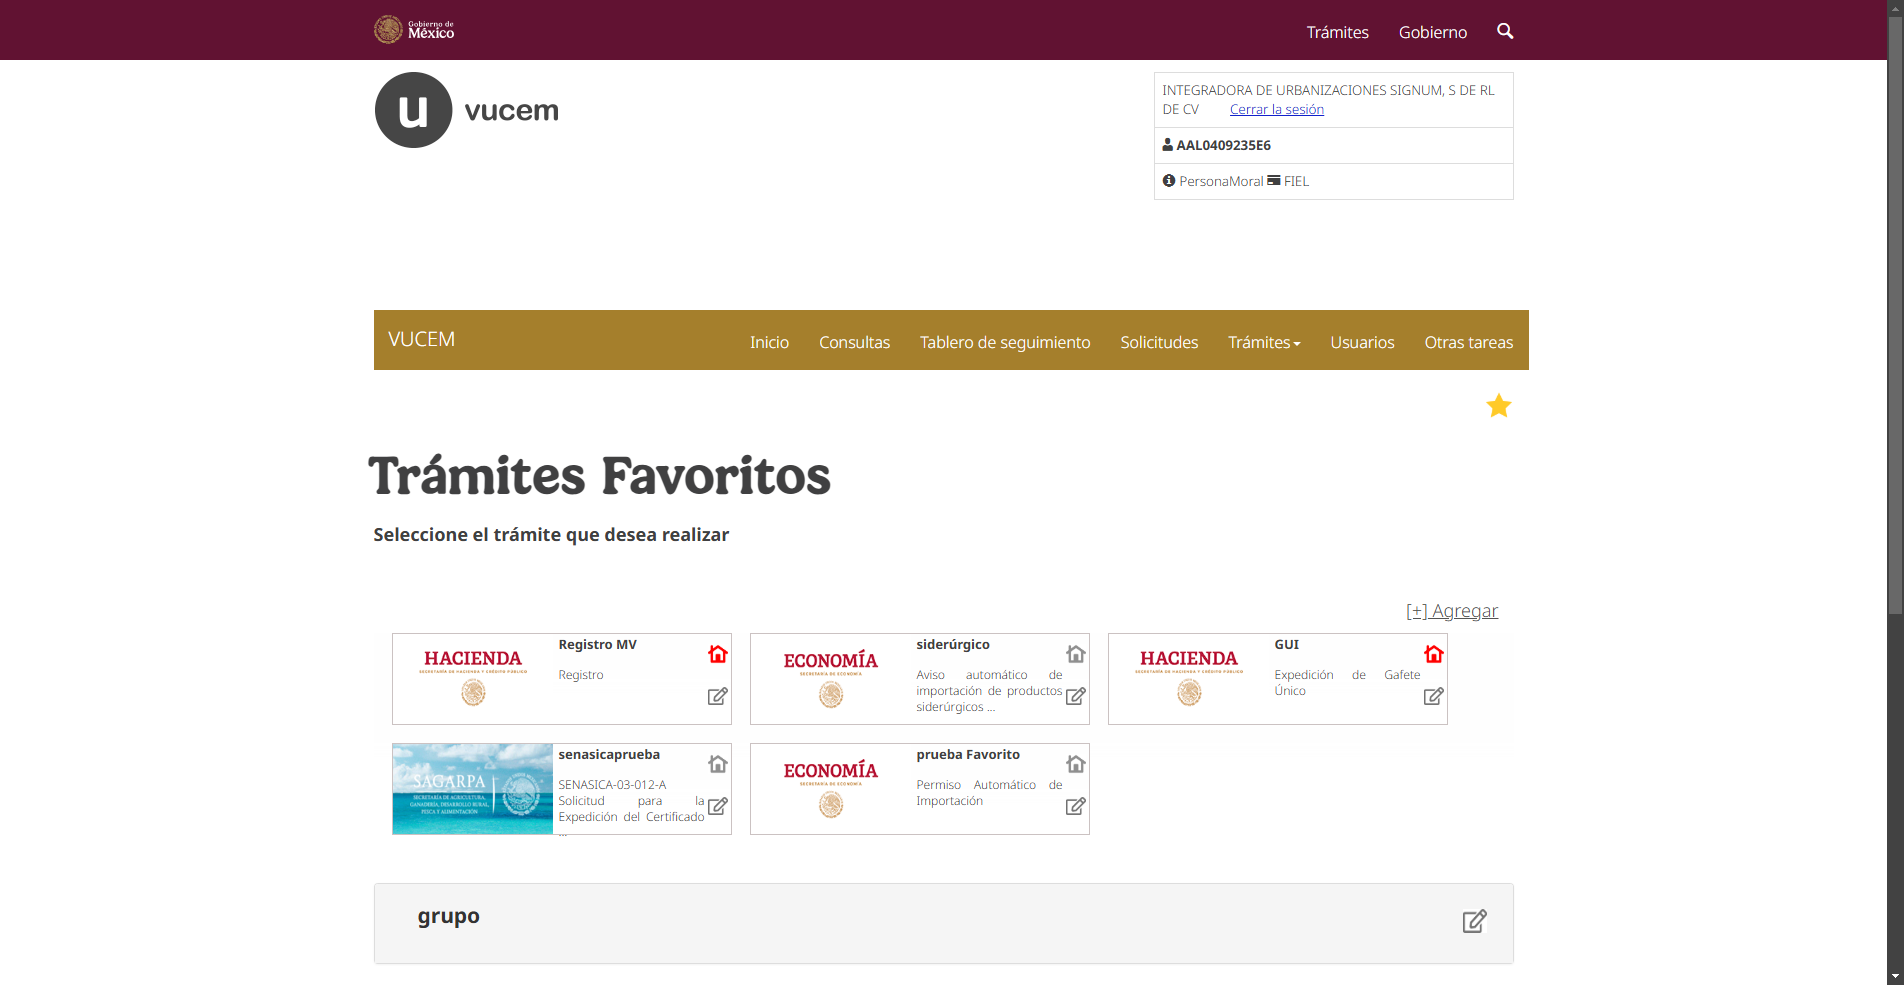 Gobierno de
México
Trámites
Gobierno
u
vucem
INTEGRADORA DE URBANIZACIONES SIGNUM, S DE RL
DE CV Cerrar la sesión
AAL0409235E6
PersonaMoral FIEL
VUCEM
Inicio
Consultas
Tablero de seguimiento
Solicitudes
Trámites
Usuarios
Otras tareas
Trámites Favoritos
Seleccione el trámite que desea realizar
[+] Agregar
HACIENDA
SECRETARÍA DE HACIENDA Y CRÉDITO PÚBLICO
Registro MV
Registro
ECONOMÍA
SECRETARÍA DE ECONOMÍA
siderúrgico
Aviso automático de
importación de productos
siderúrgicos ...
HACIENDA
SECRETARÍA DE HACIENDA Y CRÉDITO PÚBLICO
GUI
Expedición de Gafete
Único
SAGARPA
SECRETARÍA DE AGRICULTURA,
GANADERÍA, DESARROLLO RURAL,
PESCA Y ALIMENTACIÓN
senasicaprueba
SENASICA-03-012-A
Solicitud para la
Expedición del Certificado
...
ECONOMÍA
SECRETARÍA DE ECONOMÍA
prueba Favorito
Permiso Automático de
Importación
grupo